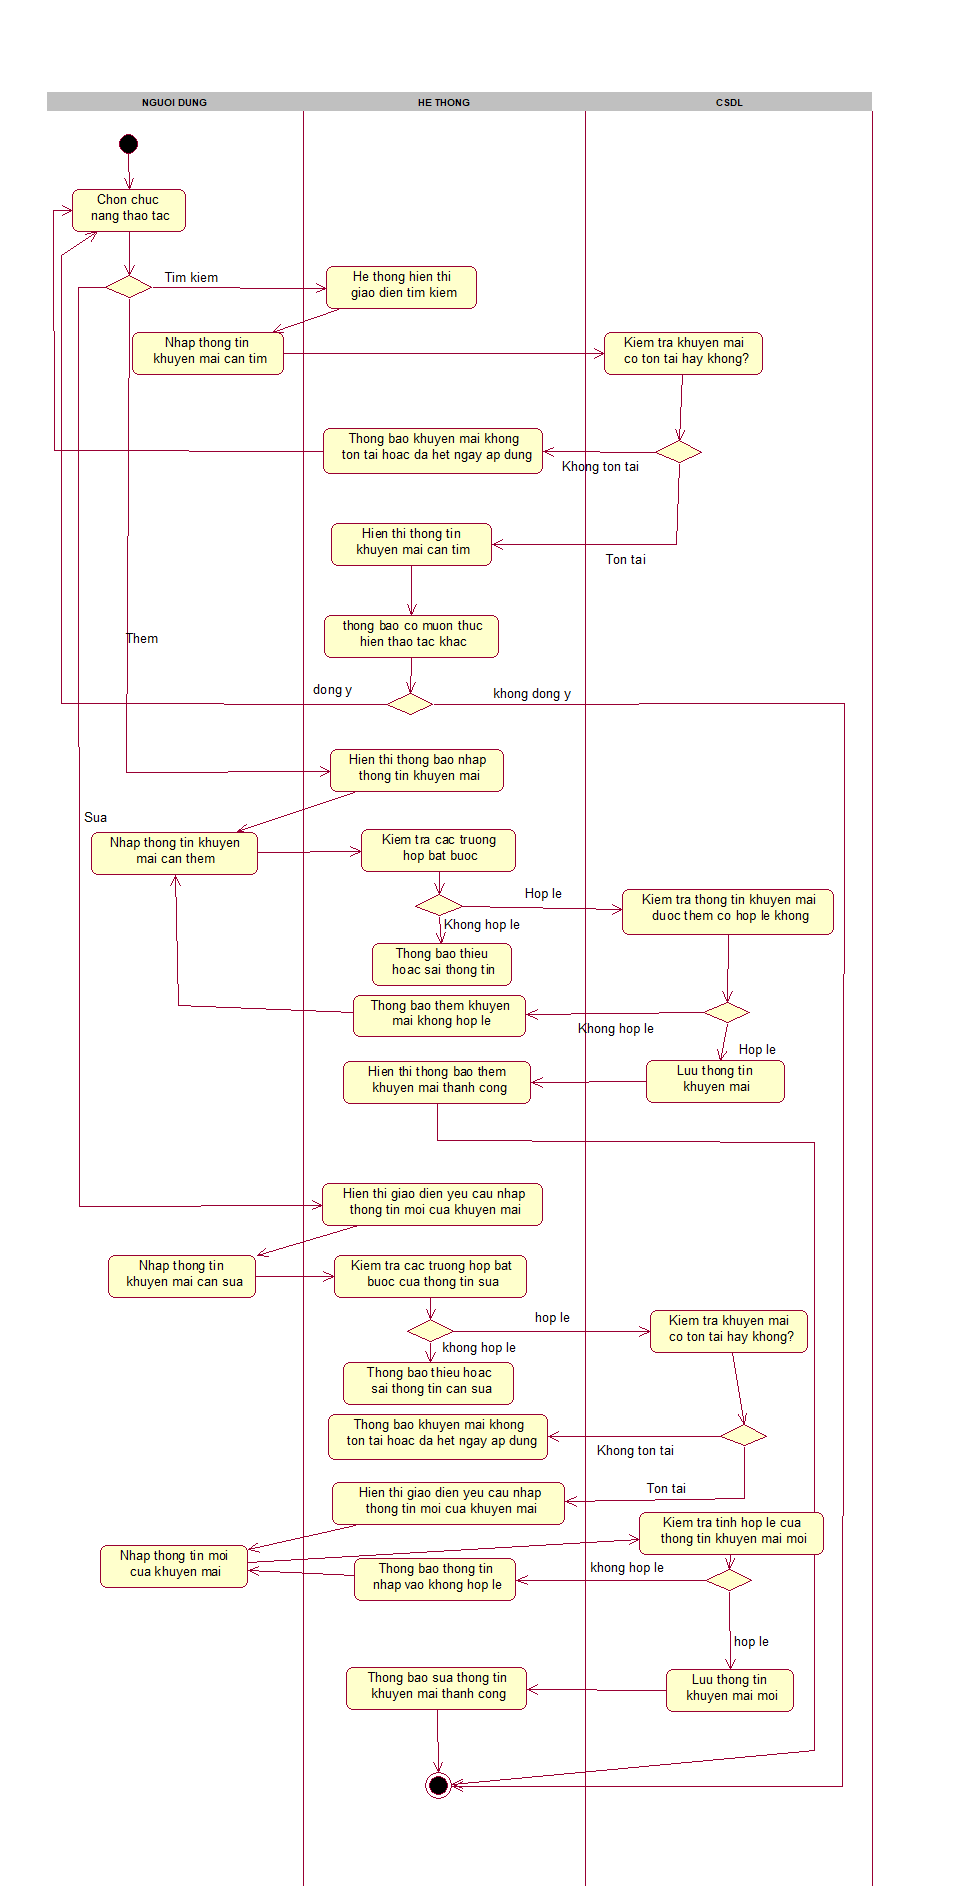 NGUOI DUNG
HE THONG
CSDL
Chon chuc
nang thao tac
Tim kiem
He thong hien thi
giao dien tim kiem
Nhap thong tin
khuyen mai can tim
Kiem tra khuyen mai
co ton tai hay khong?
Thong bao khuyen mai khong
ton tai hoac da het ngay ap dung
Khong ton tai
Hien thi thong tin
khuyen mai can tim
Ton tai
thong bao co muon thuc
hien thao tac khac
Them
dong y
khong dong y
Hien thi thong bao nhap
thong tin khuyen mai
Sua
Nhap thong tin khuyen
mai can them
Kiem tra cac truong
hop bat buoc
Hop le
Kiem tra thong tin khuyen mai
duoc them co hop le khong
Khong hop le
Thong bao thieu
hoac sai thong tin
Thong bao them khuyen
mai khong hop le
Khong hop le
Hop le
Hien thi thong bao them
khuyen mai thanh cong
Luu thong tin
khuyen mai
Hien thi giao dien yeu cau nhap
thong tin moi cua khuyen mai
Nhap thong tin
khuyen mai can sua
Kiem tra cac truong hop bat
buoc cua thong tin sua
hop le
Kiem tra khuyen mai
co ton tai hay khong?
khong hop le
Thong bao thieu hoac
sai thong tin can sua
Thong bao khuyen mai khong
ton tai hoac da het ngay ap dung
Khong ton tai
Ton tai
Hien thi giao dien yeu cau nhap
thong tin moi cua khuyen mai
Kiem tra tinh hop le cua
thong tin khuyen mai moi
Nhap thong tin moi
cua khuyen mai
Thong bao thong tin
nhap vao khong hop le
khong hop le
hop le
Thong bao sua thong tin
khuyen mai thanh cong
Luu thong tin
khuyen mai moi